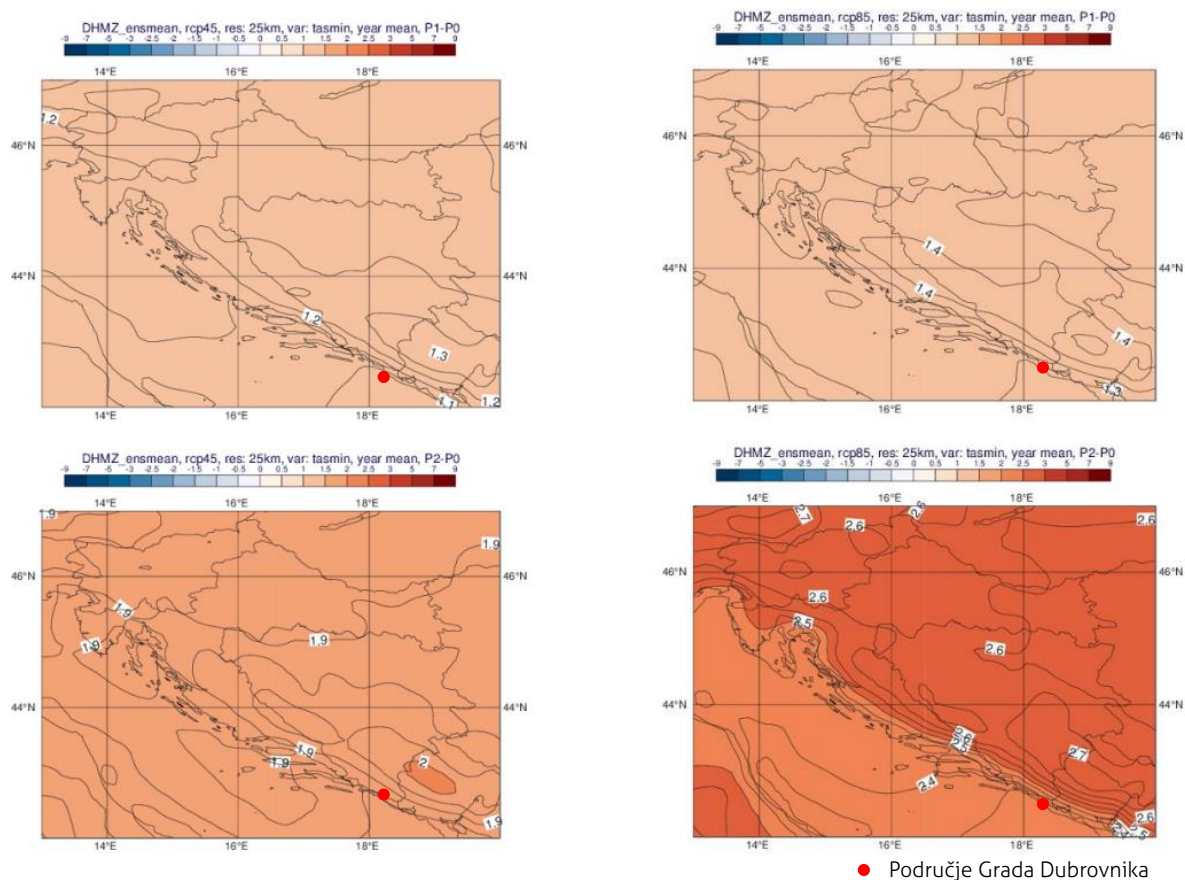 DHMZ_ensmean, rcp45, res: 25km, var: tasmin, year mean, P1-P0
-9 -7 -5 -3 -2.5 -2 -1.5 -1 -0.5 0 0.5 1 1.5 2 2.5 3 5 7 9
14°E 16°E 18°E
1.2
46°N
44°N
1.2
1.3
1.1
1.2
14°E 16°E 18°E
DHMZ_ensmean, rcp85, res: 25km, var: tasmin, year mean, P1-P0
-9 -7 -5 -3 -2.5 -2 -1.5 -1 -0.5 0 0.5 1 1.5 2 2.5 3 5 7 9
14°E 16°E 18°E
46°N 46°N
1.4
44°N 44°N
1.4
1.4
1.3
14°E 16°E 18°E
DHMZ_ensmean, rcp45, res: 25km, var: tasmin, year mean, P2-P0
-9 -7 -5 -3 -2.5 -2 -1.5 -1 -0.5 0 0.5 1 1.5 2 2.5 3 5 7 9
14°E 16°E 18°E
1.9
1.9
46°N
1.9
1.9 1.9
44°N
1.9
1.9 2
1.9
14°E 16°E 18°E
DHMZ_ensmean, rcp85, res: 25km, var: tasmin, year mean, P2-P0
-9 -7 -5 -3 -2.5 -2 -1.5 -1 -0.5 0 0.5 1 1.5 2 2.5 3 5 7 9
14°E 16°E 18°E
2.7 2.6 2.6 2.6
46°N 46°N
2.6
2.5
2.6
44°N 44°N
2.6
2.5
2.7
2.4
2.6
2.5
14°E 16°E 18°E
Područje Grada Dubrovnika